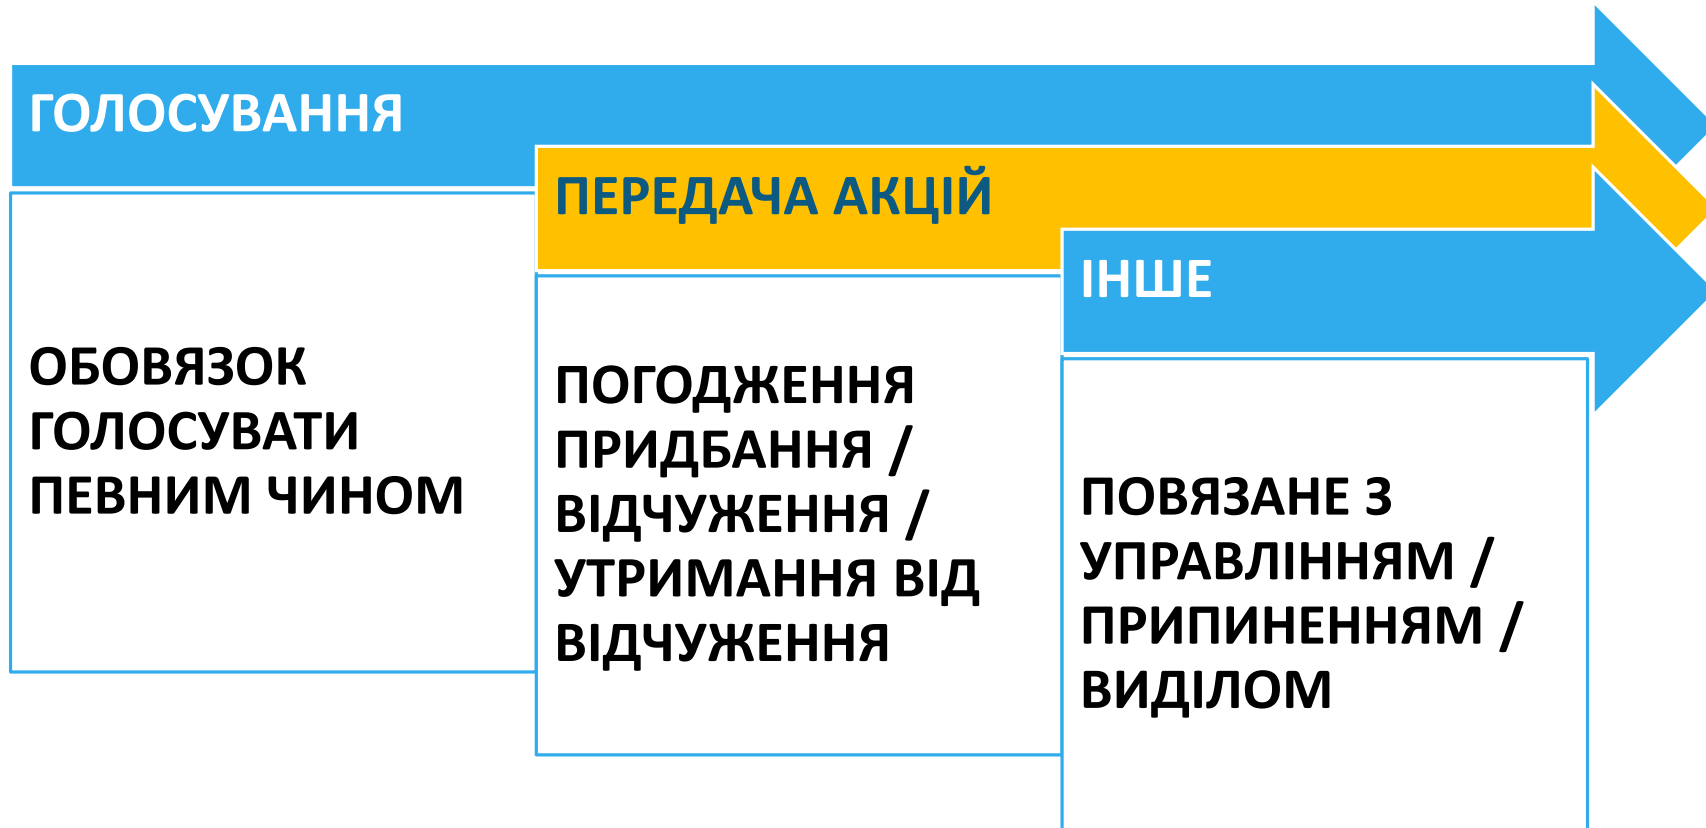 ГОЛОСУВАННЯ
ОБОВЯЗОК
ГОЛОСУВАТИ
ПЕВНИМ ЧИНОМ
ПЕРЕДАЧА АКЦІЙ
ПОГОДЖЕННЯ
ПРИДБАННЯ /
ВІДЧУЖЕННЯ /
УТРИМАННЯ ВІД
ВІДЧУЖЕННЯ
ІНШЕ
ПОВЯЗАНЕ З
УПРАВЛІННЯМ /
ПРИПИНЕННЯМ /
ВИДІЛОМ